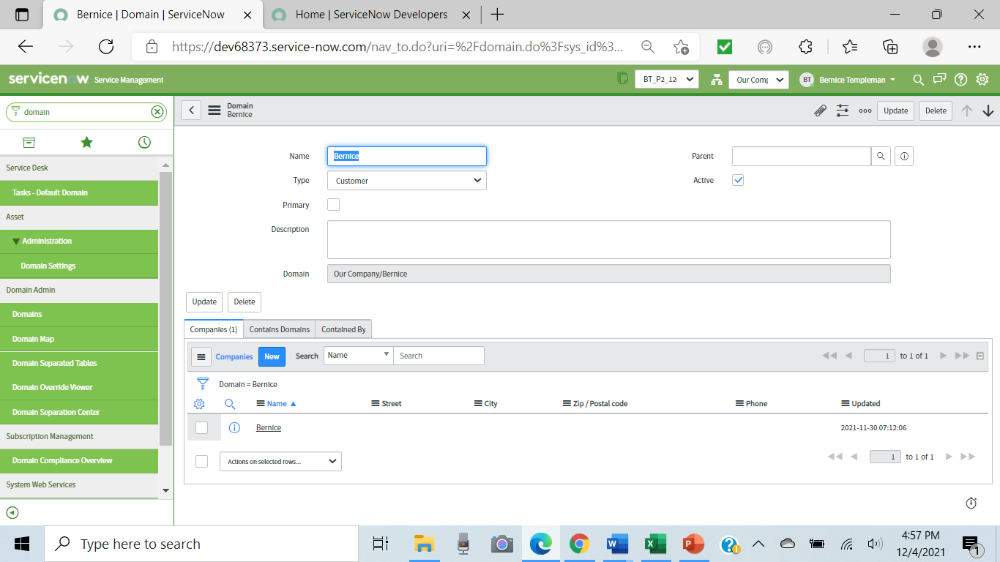 Bernice | Domain | ServiceNow
Home | ServiceNow Developers
https://dev68373.service-now.com/nav_to.do?uri=%2Fdomain.do%3Fsys_id%3...
servicenow Service Management
BT_P2_12
Our Comp
BT
Bernice Templeman
domain
Domain
Bernice
Update
Delete
Service Desk
Tasks - Default Domain
Asset
Administration
Domain Settings
Domain Admin
Domains
Domain Map
Domain Separated Tables
Domain Override Viewer
Domain Separation Center
Subscription Management
Domain Compliance Overview
System Web Services
Name
Bernice
Parent
Type
Customer
Active
Primary
Description
Domain
Our Company/Bernice
Update
Delete
Companies (1)
Contains Domains
Contained By
Companies
New
Search
Name
Search
1
to 1 of 1
Domain = Bernice
Name
Street
City
Zip / Postal code
Phone
Updated
Bernice
2021-11-30 07:12:06
Actions on selected rows...
1
to 1 of 1
Type here to search
4:57 PM
12/4/2021
1